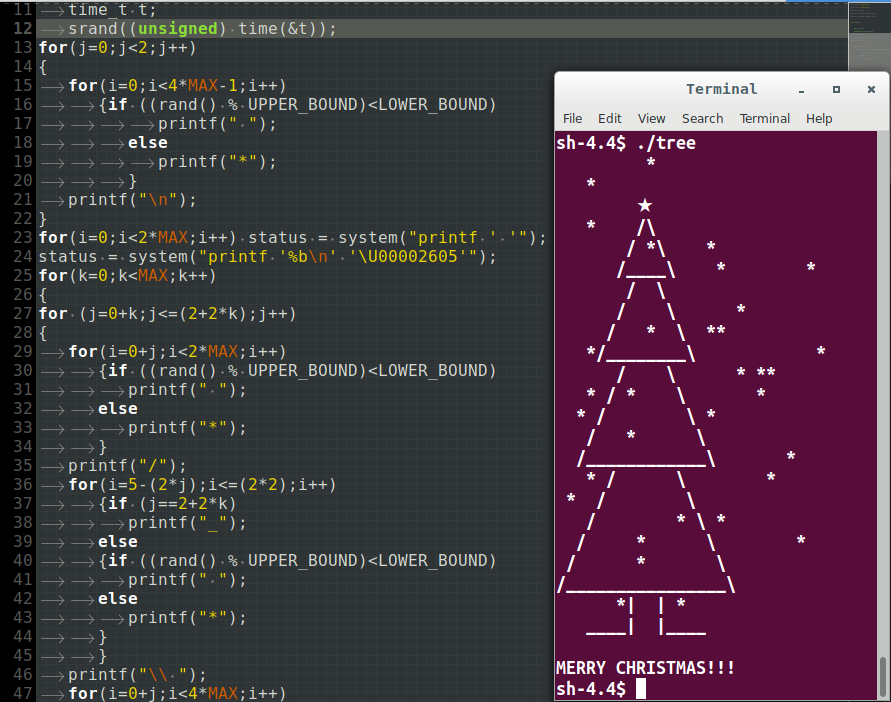 11 time_t t;
12 srand((unsigned) time(&t));
13 for(j=0;j<2;j++)
14 {
15 for(i=0;i<4*MAX-1;i++)
16 {if ((rand() % UPPER_BOUND)<LOWER_BOUND)
17 printf(" ");
18 else
19 printf("*");
20 }
21 printf("\n");
22 }
23 for(i=0;i<2*MAX;i++) status = system("printf ' '");
24 status = system("printf '%b\n' '\U00002605'");
25 for(k=0;k<MAX;k++)
26 {
27 for (j=0+k;j<=(2+2*k);j++)
28 {
29 for(i=0+j;i<2*MAX;i++)
30 {if ((rand() % UPPER_BOUND)<LOWER_BOUND)
31 printf(" ");
32 else
33 printf("*");
34 }
35 printf("/");
36 for(i=5-(2*j);i<=(2*2);i++)
37 {if (j==2+2*k)
38 printf("_");
39 else
40 {if ((rand() % UPPER_BOUND)<LOWER_BOUND)
41 printf(" ");
42 else
43 printf("*");
44 }
45 }
46 printf("\\ ");
47 for(i=0+j;i<4*MAX;i++)
Terminal
File Edit View Search Terminal Help
sh-4.4$ ./tree
         *
   *
        ★
   *    /\
       / *\    *
      /____\    *        *
       /  \
      /    \      *
     /   *  \  **
   */________\            *
      /    \      * **
   * / *    \       *
  * /        \ *
   /   *      \
  /____________\       *
   * /      \        *
 *  /        \
   /        * \ *
  /     *      \        *
 /      *       \
/________________\
      *|  | *
   ____|  |____
MERRY CHRISTMAS!!!
sh-4.4$